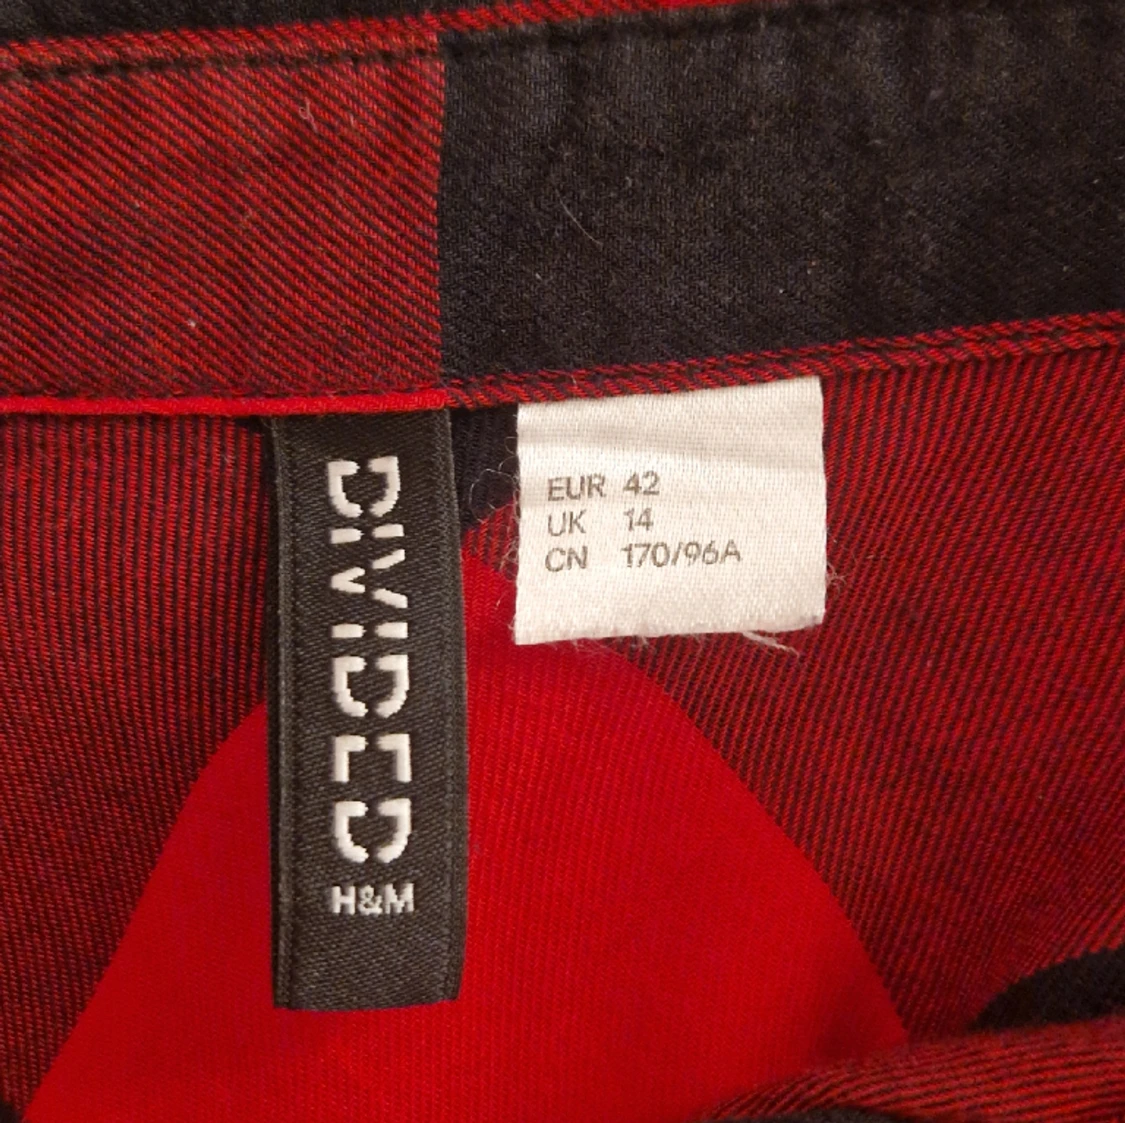 DIVIDED
H&M
EUR 42
UK 14
CN 170/96A